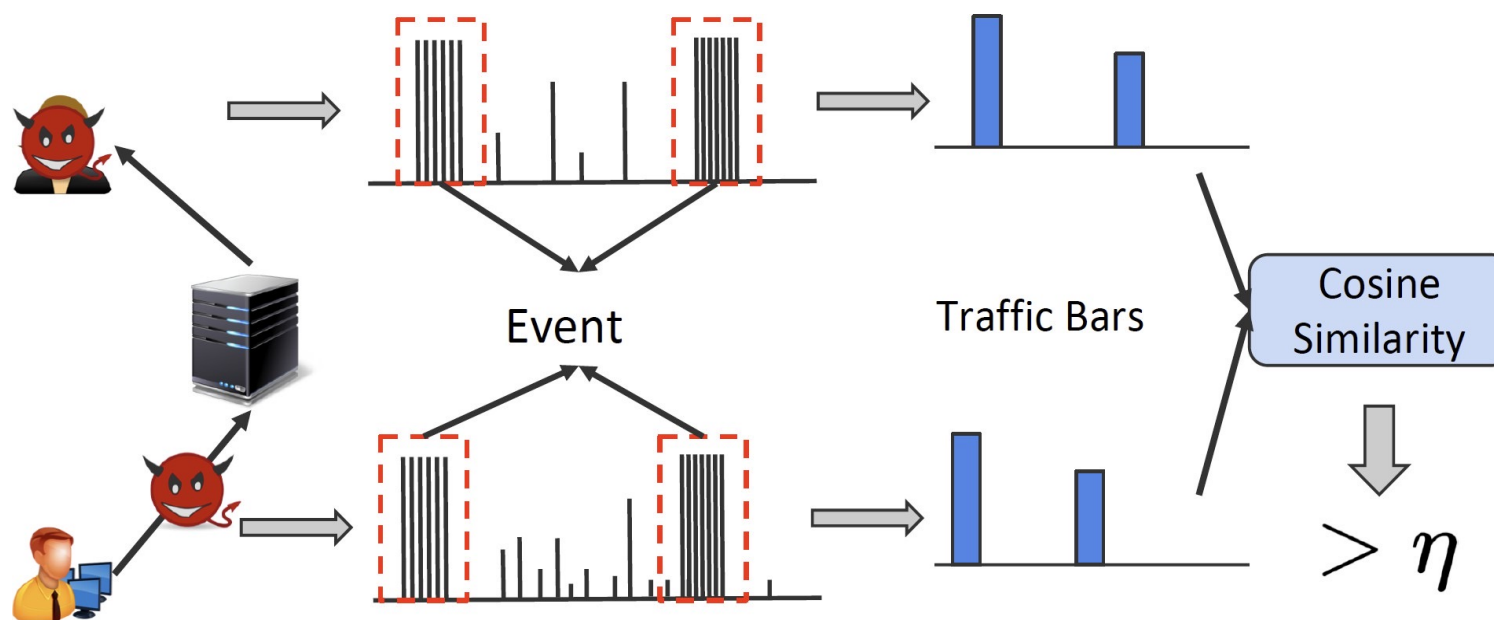 Event
Traffic Bars
Cosine
Similarity
> η